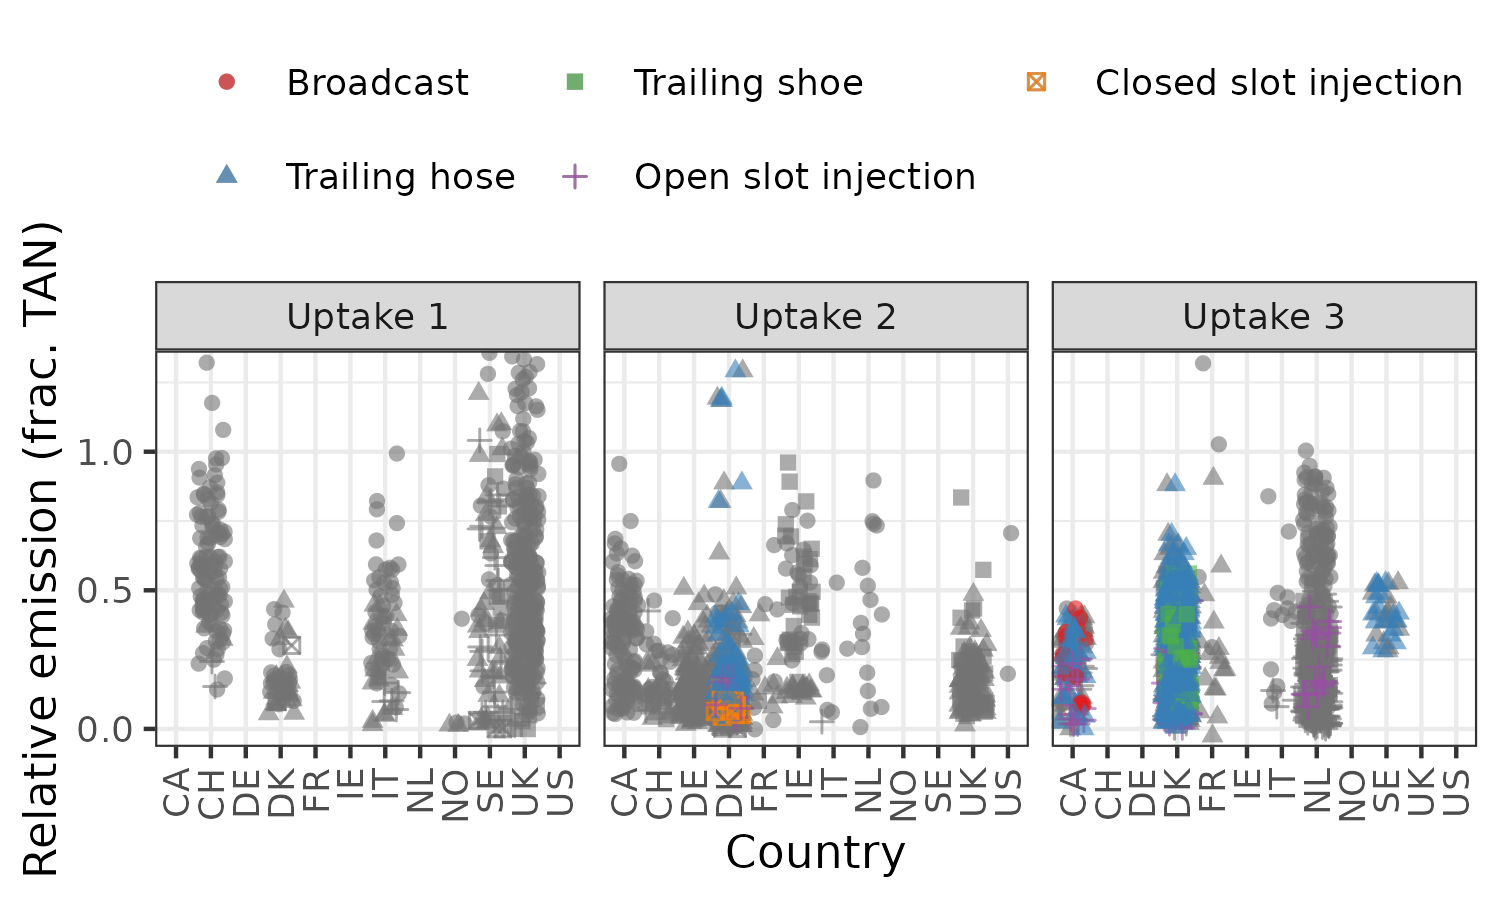 Broadcast
Trailing shoe
Closed slot injection
Trailing hose
Open slot injection
Relative emission (frac. TAN)
Uptake 1
Uptake 2
Uptake 3
1.0
0.5
0.0
CA CH DE DK FR IE IT NL NO SE UK US
CA CH DE DK FR IE IT NL NO SE UK US
CA CH DE DK FR IE IT NL NO SE UK US
Country